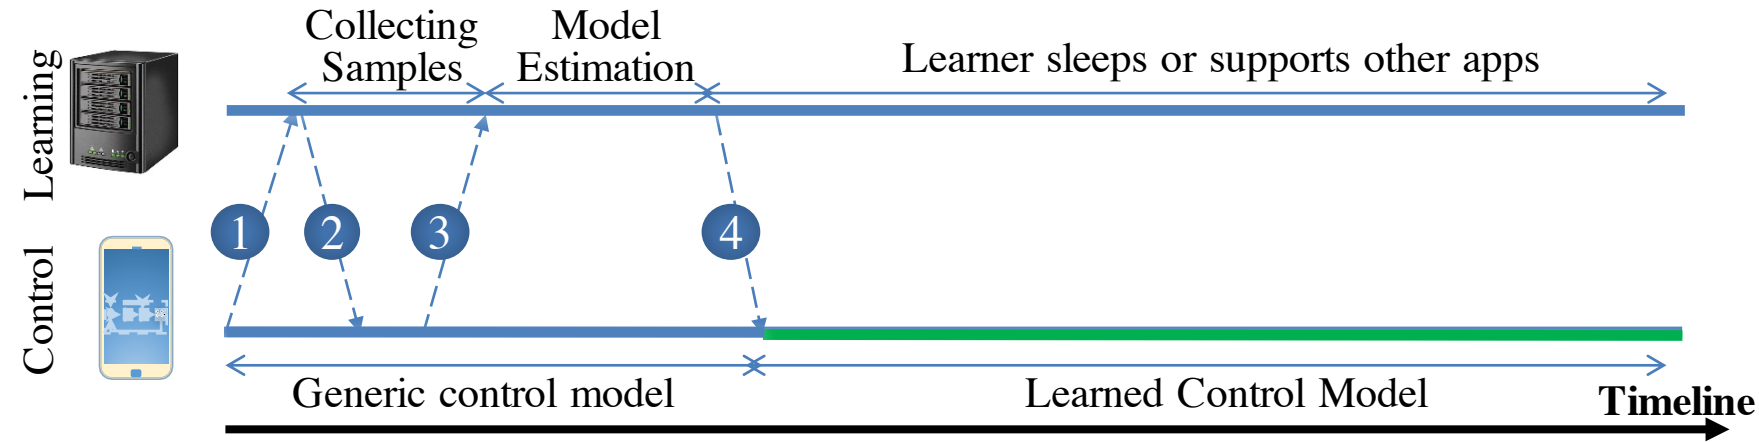 Collecting
Samples
Model
Estimation
Learner sleeps or supports other apps
Learning
1
2
3
4
Control
Generic control model
Learned Control Model
Timeline